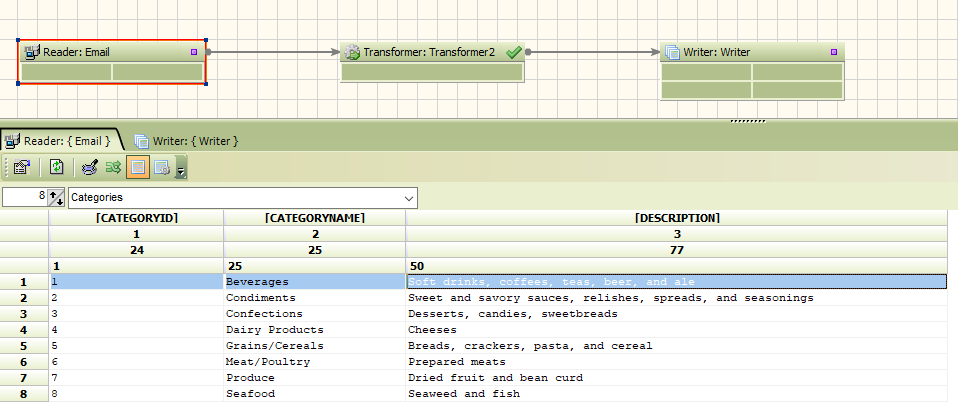 Reader: Email Transformer: Transformer2 Writer: Writer
Reader: { Email } Writer: { Writer }
8 Categories
[CATEGORYID] [CATEGORYNAME] [DESCRIPTION]
1 2 3
24 25 77
1 25 50
1 1 Beverages Soft drinks, coffees, teas, beer, and ale
2 2 Condiments Sweet and savory sauces, relishes, spreads, and seasonings
3 3 Confections Desserts, candies, sweetbreads
4 4 Dairy Products Cheeses
5 5 Grains/Cereals Breads, crackers, pasta, and cereal
6 6 Meat/Poultry Prepared meats
7 7 Produce Dried fruit and bean curd
8 8 Seafood Seaweed and fish